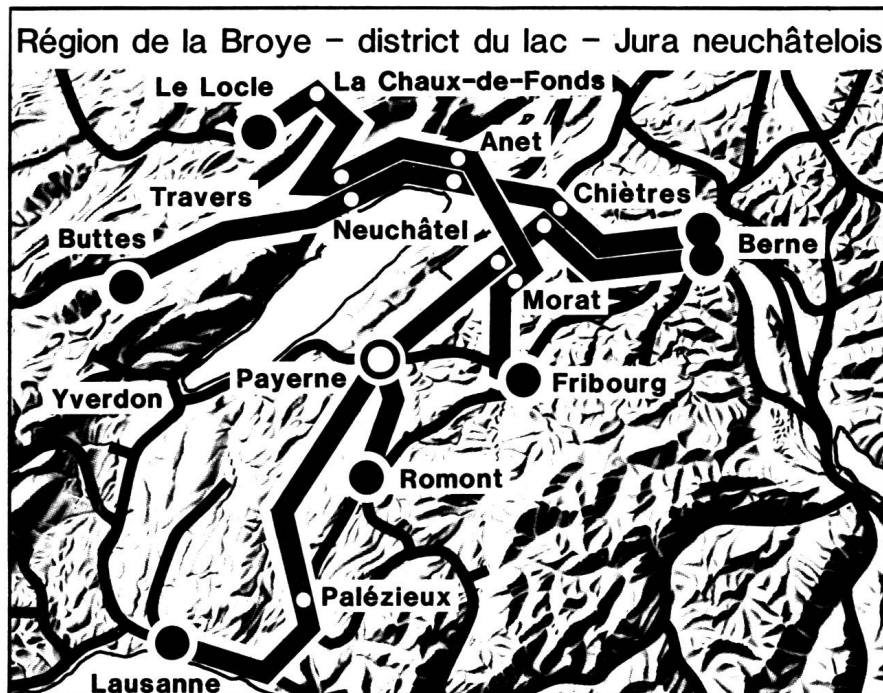 Région de la Broye – district du lac – Jura neuchâtelois
La Chaux-de-Fonds
Le Locle
Anet
Travers
Chiètres
Neuchâtel
Buttes
Berne
Morat
Payerne
Fribourg
Yverdon
Romont
Palézieux
Lausanne